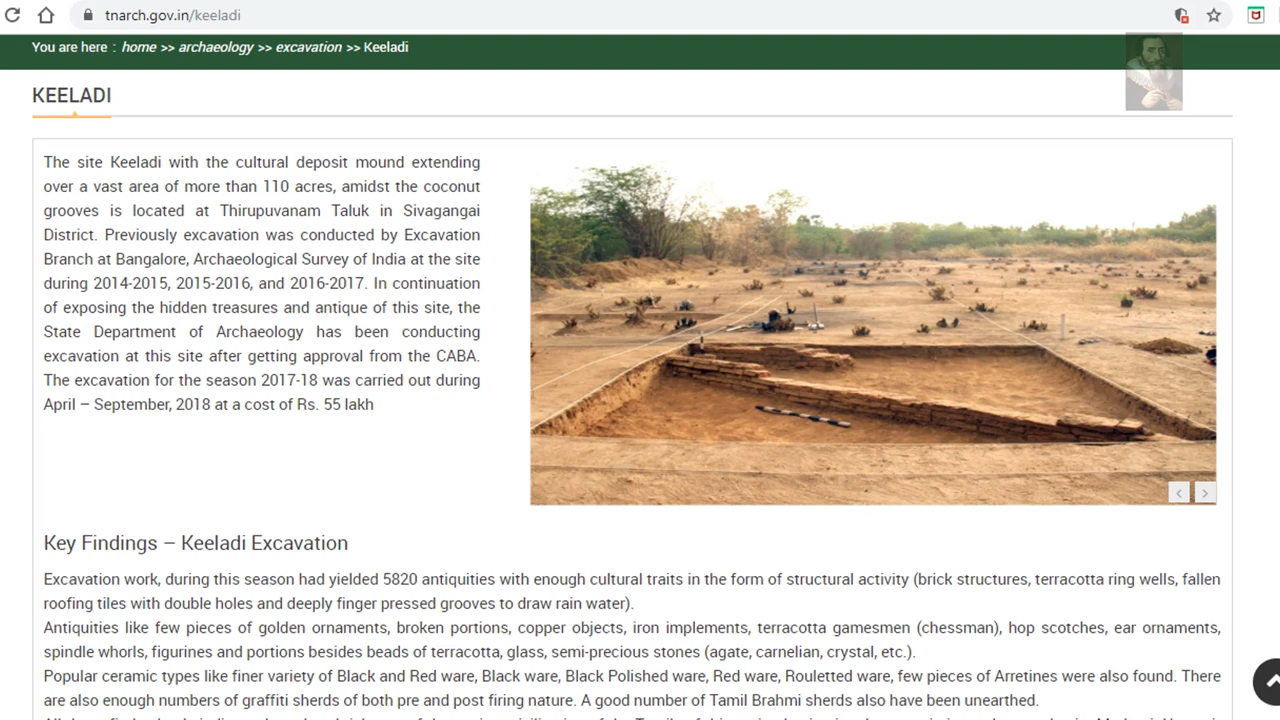 tnarch.gov.in/keeladi
You are here : home >> archaeology >> excavation >> Keeladi
KEELADI
The site Keeladi with the cultural deposit mound extending
over a vast area of more than 110 acres, amidst the coconut
grooves is located at Thirupuvanam Taluk in Sivagangai
District. Previously excavation was conducted by Excavation
Branch at Bangalore, Archaeological Survey of India at the site
during 2014-2015, 2015-2016, and 2016-2017. In continuation
of exposing the hidden treasures and antique of this site, the
State Department of Archaeology has been conducting
excavation at this site after getting approval from the CABA.
The excavation for the season 2017-18 was carried out during
April – September, 2018 at a cost of Rs. 55 lakh
Key Findings – Keeladi Excavation
Excavation work, during this season had yielded 5820 antiquities with enough cultural traits in the form of structural activity (brick structures, terracotta ring wells, fallen
roofing tiles with double holes and deeply finger pressed grooves to draw rain water).
Antiquities like few pieces of golden ornaments, broken portions, copper objects, iron implements, terracotta gamesmen (chessman), hop scotches, ear ornaments,
spindle whorls, figurines and portions besides beads of terracotta, glass, semi-precious stones (agate, carnelian, crystal, etc.).
Popular ceramic types like finer variety of Black and Red ware, Black ware, Black Polished ware, Red ware, Rouletted ware, few pieces of Arretines were also found. There
are also enough numbers of graffiti sherds of both pre and post firing nature. A good number of Tamil Brahmi sherds also have been unearthed.